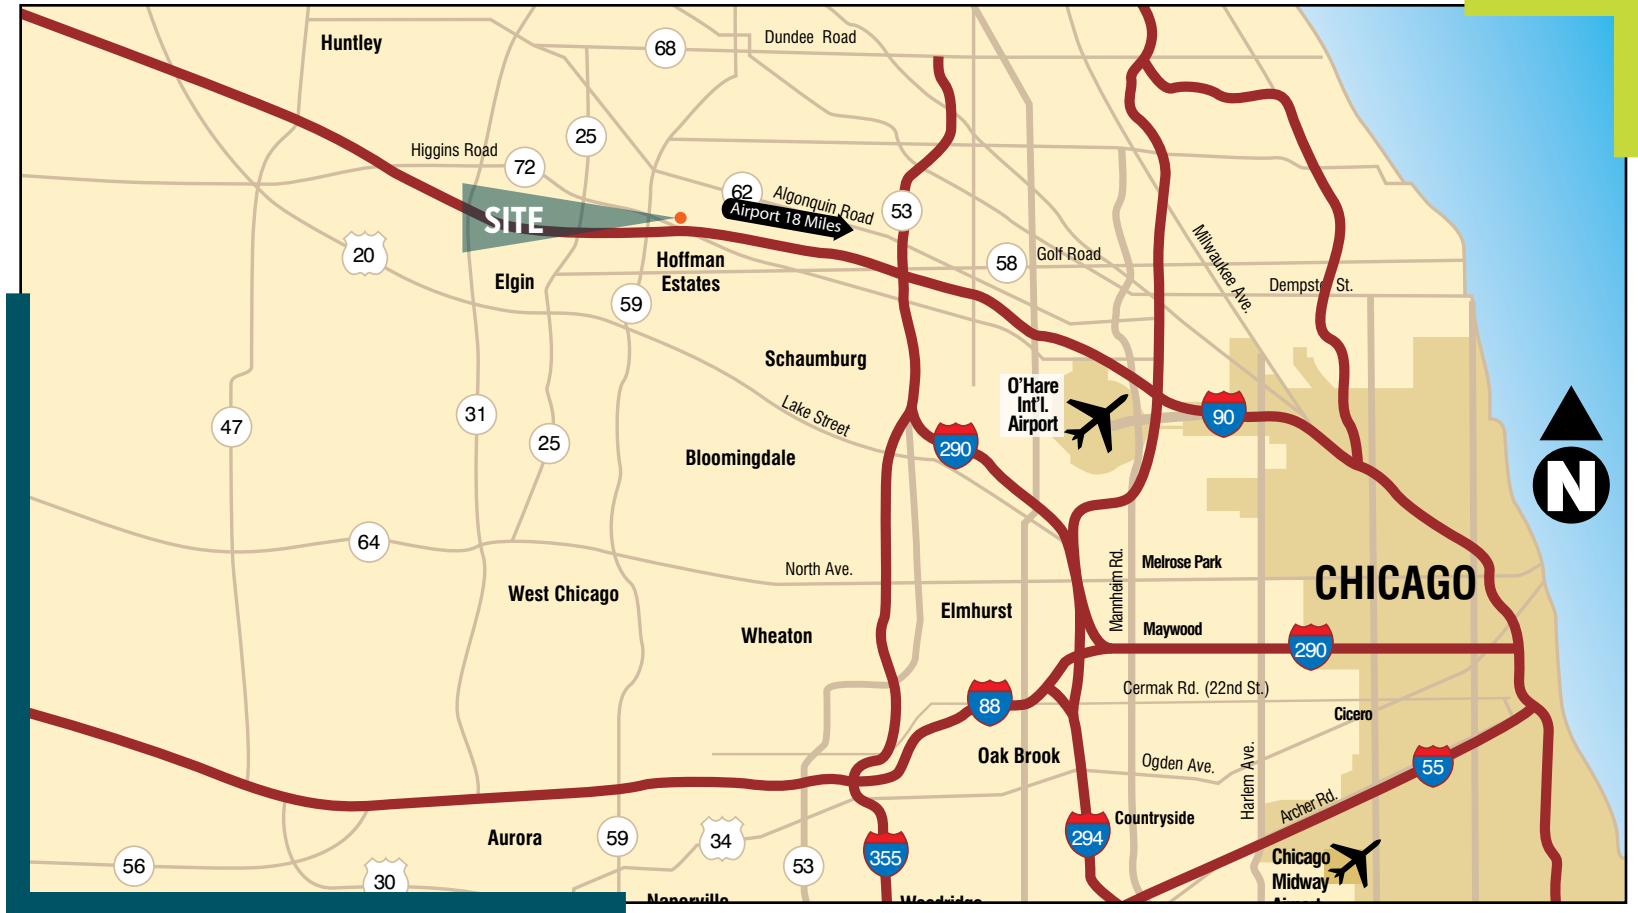 Huntley
68
Dundee Road
25
Higgins Road
72
62
Algonquin Road
Airport 18 Miles
53
SITE
20
Elgin
Hoffman
Estates
58
Golf Road
Milwaukee Ave.
Dempster St.
59
Schaumburg
O'Hare
Int'l.
Airport
90
31
47
25
Lake Street
290
Bloomingdale
N
64
North Ave.
Mannheim Rd.
Melrose Park
CHICAGO
West Chicago
Elmhurst
Wheaton
Maywood
290
Cermak Rd. (22nd St.)
88
Cicero
Oak Brook
Ogden Ave.
Harlem Ave.
55
Archer Rd.
Countryside
Aurora
59
34
294
355
53
56
30
Chicago
Midway
Airport
Naperville
Woodridge